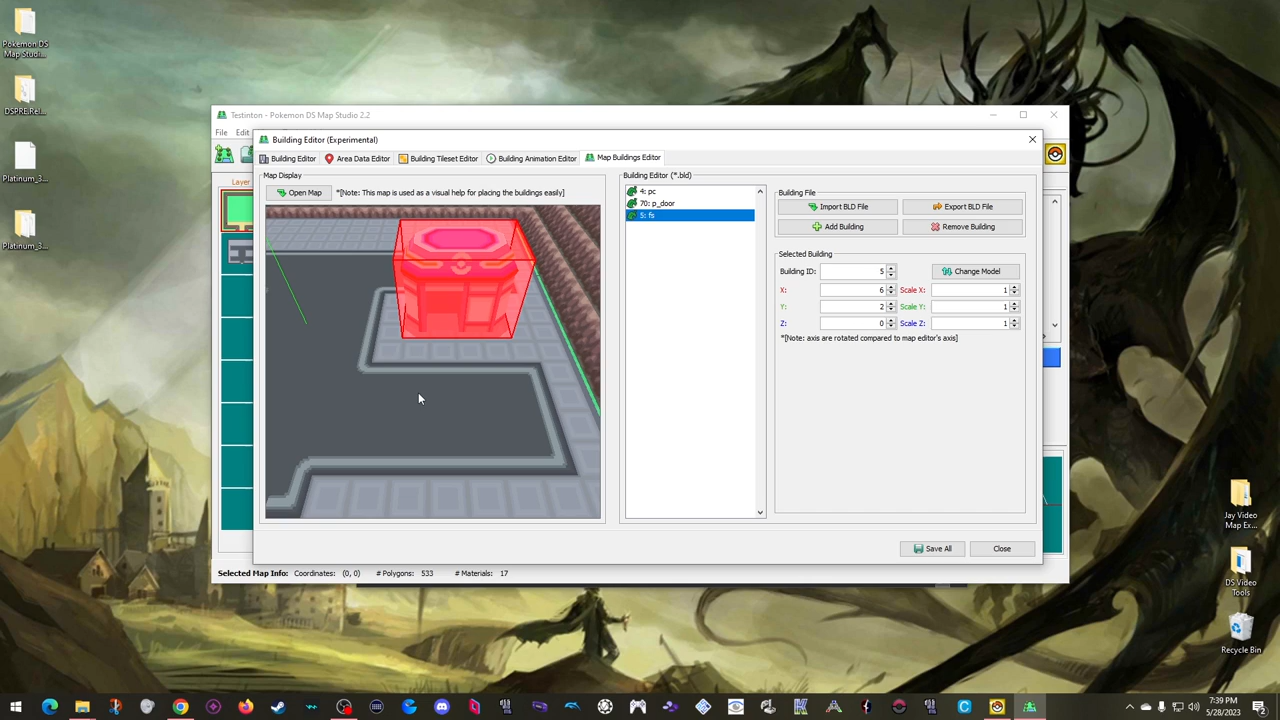 Pokemon DS
Map Studi...
DSPRE.Rel...
Platinum_3...
Platinum_3...
Testinton - Pokemon DS Map Studio 2.2
File Edit
Building Editor (Experimental)
Building Editor Area Data Editor Building Tileset Editor Building Animation Editor Map Buildings Editor
Layer
Map Display
Open Map *[Note: This map is used as a visual help for placing the buildings easily]
Building Editor (*.bld)
4: pc
70: p_door
5: fs
Building File
Import BLD File Export BLD File
Add Building Remove Building
Selected Building
Building ID: 5 Change Model
X: 6 Scale X: 1
Y: 2 Scale Y: 1
Z: 0 Scale Z: 1
*[Note: axis are rotated compared to map editor's axis]
Save All Close
Selected Map Info: Coordinates: (0, 0) # Polygons: 533 # Materials: 17
Jay Video
Map Ex...
DS Video
Tools
Recycle Bin
7:39 PM
5/28/2023